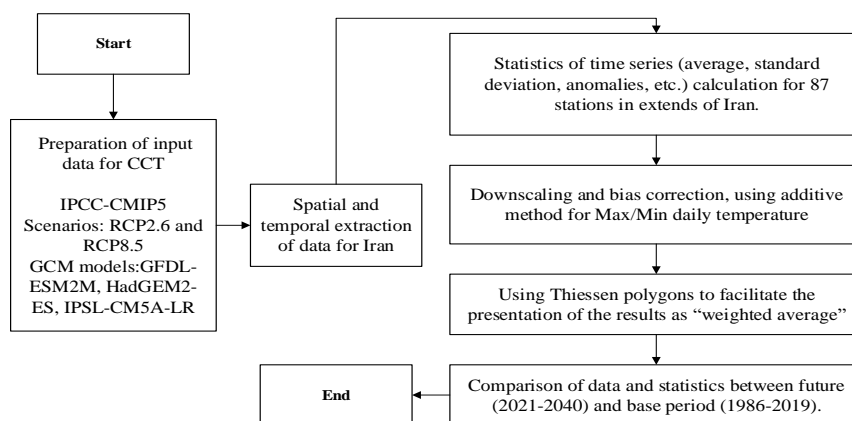 Start
Preparation of input
data for CCT
IPCC-CMIP5
Scenarios: RCP2.6 and
RCP8.5
GCM models:GFDL-
ESM2M, HadGEM2-
ES, IPSL-CM5A-LR
Spatial and
temporal extraction
of data for Iran
Statistics of time series (average, standard
deviation, anomalies, etc.) calculation for 87
stations in extends of Iran.
Downscaling and bias correction, using additive
method for Max/Min daily temperature
Using Thiessen polygons to facilitate the
presentation of the results as “weighted average”
Comparison of data and statistics between future
(2021-2040) and base period (1986-2019).
End